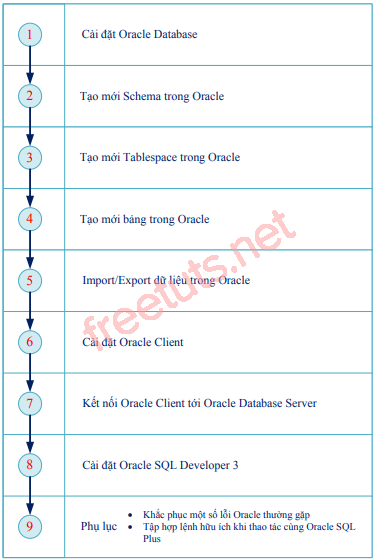 1 Cài đặt Oracle Database
2 Tạo mới Schema trong Oracle
3 Tạo mới Tablespace trong Oracle
4 Tạo mới bảng trong Oracle
freetuts.net
5 Import/Export dữ liệu trong Oracle
6 Cài đặt Oracle Client
7 Kết nối Oracle Client tới Oracle Database Server
8 Cài đặt Oracle SQL Developer 3
9 Phụ lục
• Khắc phục một số lỗi Oracle thường gặp
• Tập hợp lệnh hữu ích khi thao tác cùng Oracle SQL
Plus